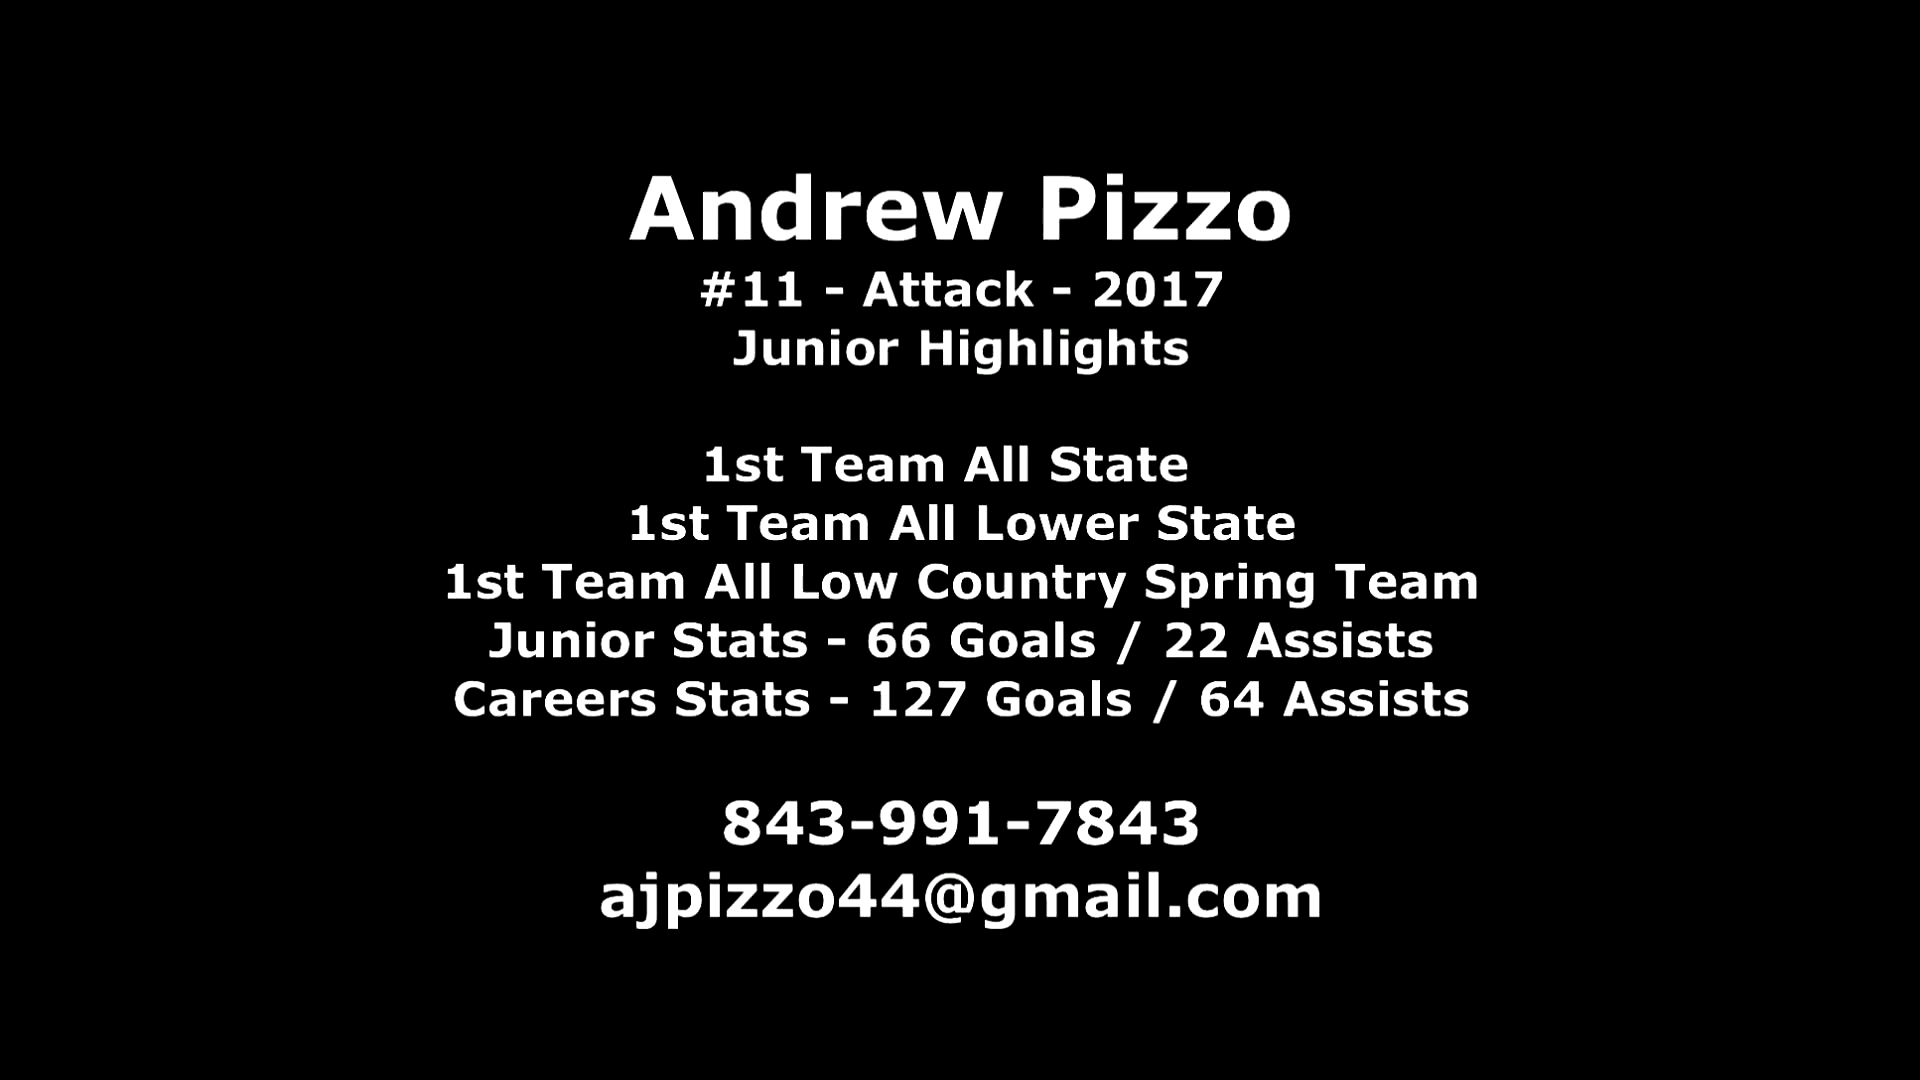 Andrew Pizzo
#11 - Attack - 2017
Junior Highlights
1st Team All State
1st Team All Lower State
1st Team All Low Country Spring Team
Junior Stats - 66 Goals / 22 Assists
Careers Stats - 127 Goals / 64 Assists
843-991-7843
ajpizzo44@gmail.com